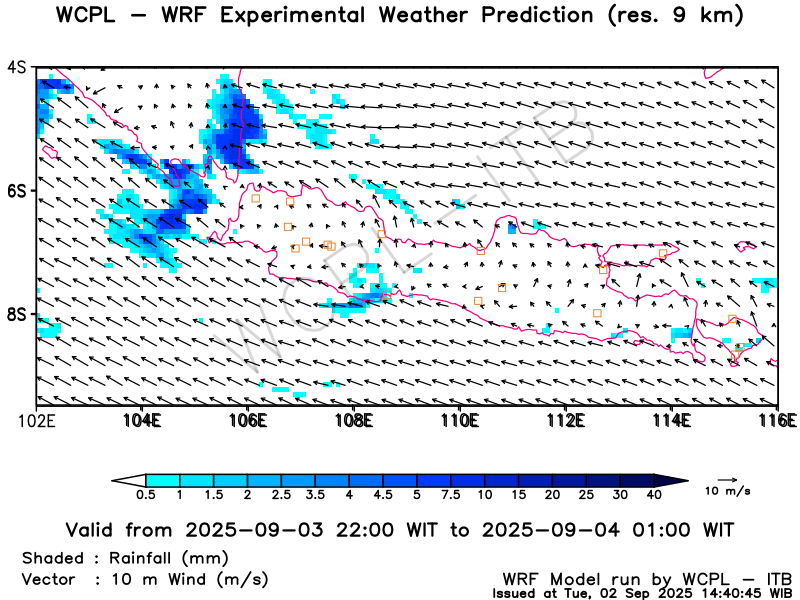 WCPL – WRF Experimental Weather Prediction (res. 9 km)
4S
6S
8S
102E 104E 106E 108E 110E 112E 114E 116E
WCPL-ITB
0.5 1 1.5 2 2.5 3.5 4 4.5 5 7.5 10 15 20 25 30 40
10 m/s
Valid from 2025-09-03 22:00 WIT to 2025-09-04 01:00 WIT
Shaded : Rainfall (mm)
Vector : 10 m Wind (m/s)
WRF Model run by WCPL – ITB
Issued at Tue, 02 Sep 2025 14:40:45 WIB